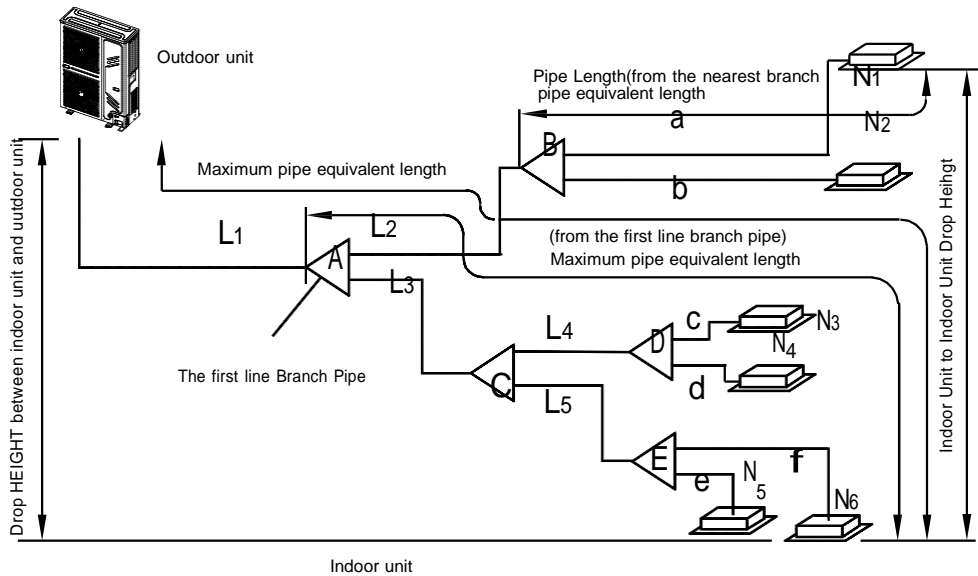 Outdoor unit
Pipe Length(from the nearest branch
pipe equivalent length
N1
a
N2
B
Maximum pipe equivalent length
b
L1
L2
(from the first line branch pipe)
Maximum pipe equivalent length
A
L3
The first line Branch Pipe
L4
c
N3
D
N4
C
d
L5
E
e
f
N5
N6
Drop HEIGHT between indoor unit and uutdoor unit
Indoor Unit to Indoor Unit Drop Heihgt
Indoor unit